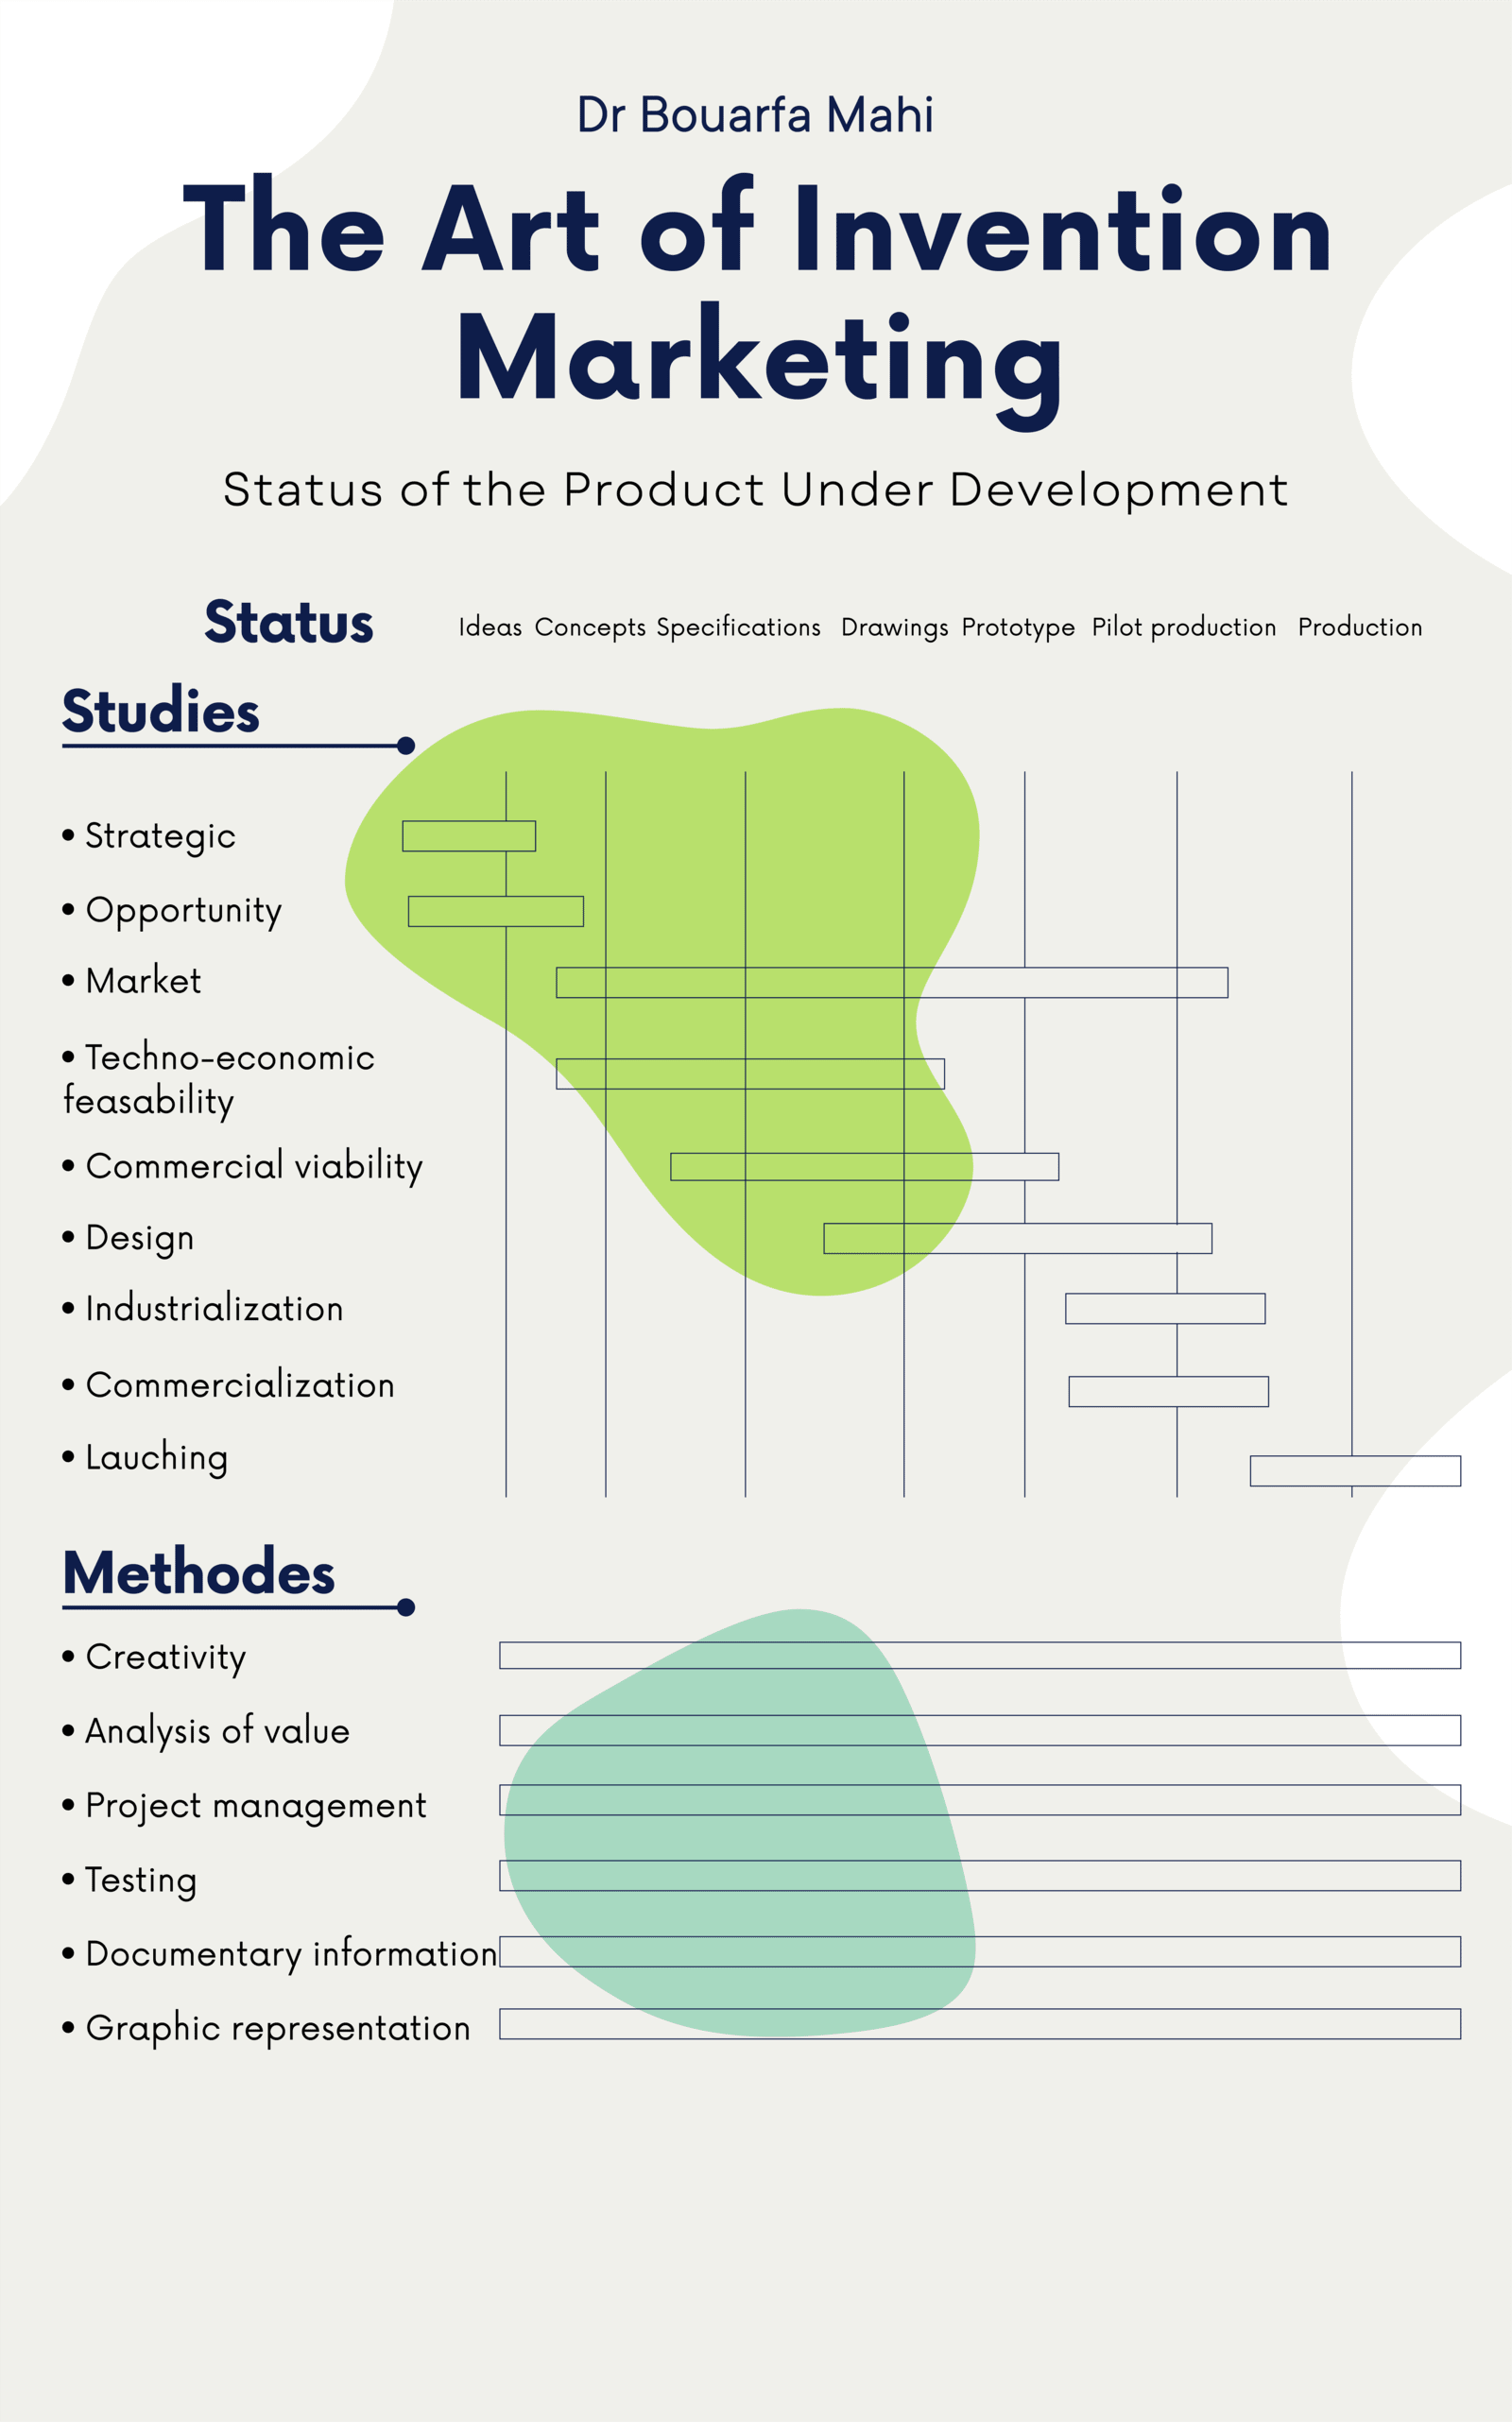 Dr Bouarfa Mahi
The Art of Invention
Marketing
Status of the Product Under Development
Status Ideas Concepts Specifications Drawings Prototype Pilot production Production
Studies
• Strategic
• Opportunity
• Market
• Techno-economic
feasability
• Commercial viability
• Design
• Industrialization
• Commercialization
• Lauching
Methodes
• Creativity
• Analysis of value
• Project management
• Testing
• Documentary information
• Graphic representation